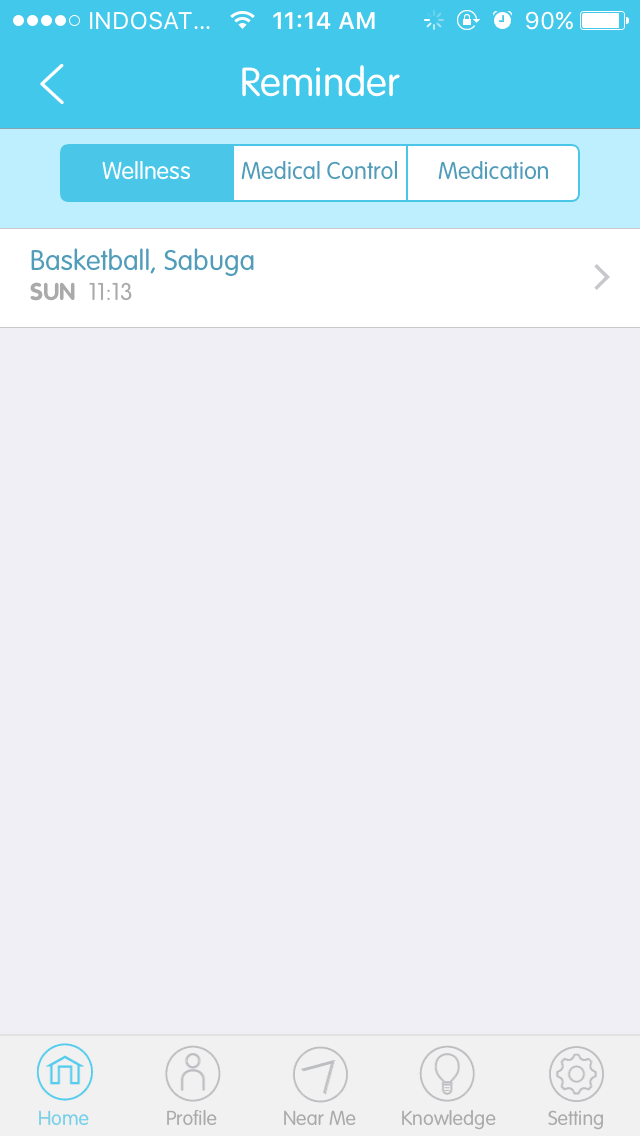 INDOSAT... 11:14 AM 90%
Reminder
Wellness Medical Control Medication
Basketball, Sabuga
SUN 11:13
Home Profile Near Me Knowledge Setting